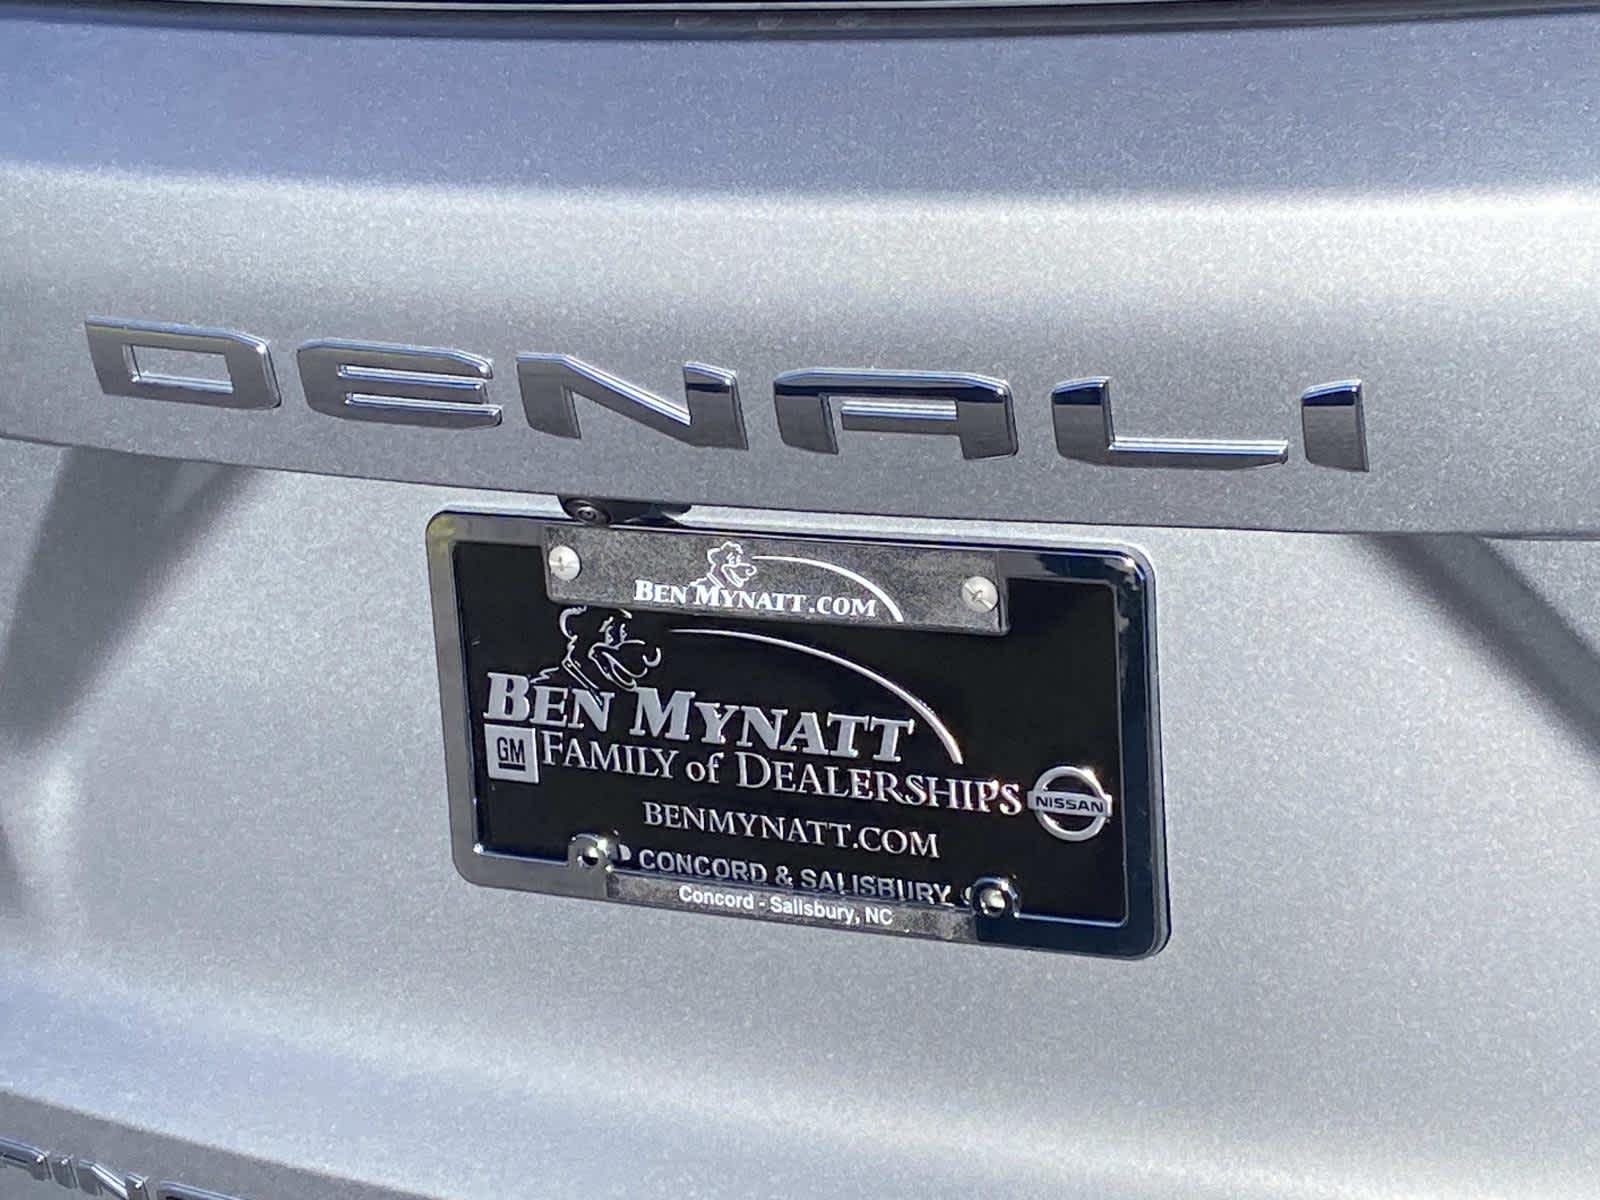 DENALI
BEN MYNATT.COM
BEN MYNATT
GM FAMILY of DEALERSHIPS NISSAN
BENMYNATT.COM
CONCORD & SALISBURY
Concord - Salisbury, NC